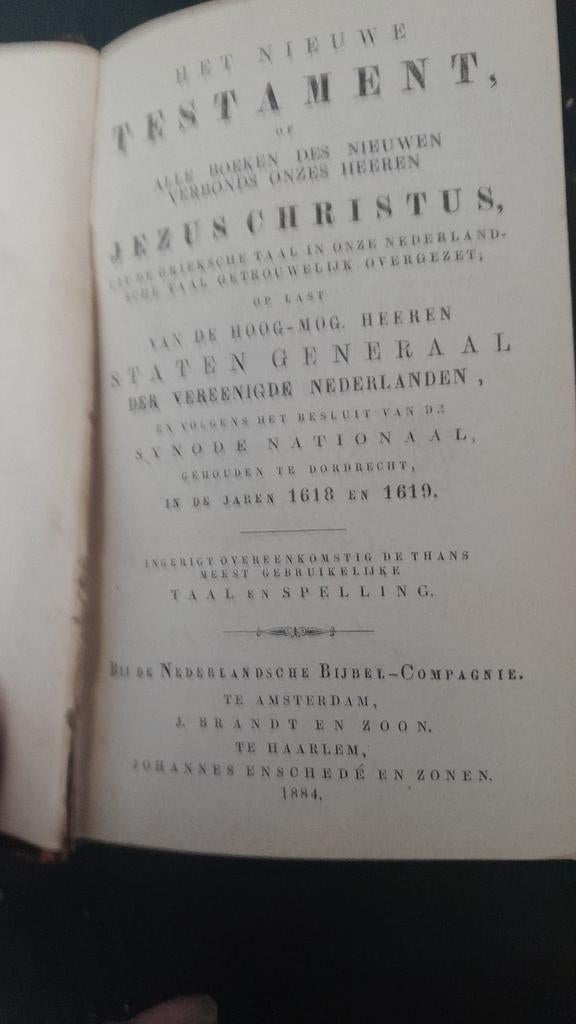 HET NIEUWE
TESTAMENT,
OF
ALLE BOEKEN DES NIEUWEN
VERBONDS ONZES HEEREN
JEZUS CHRISTUS,
UIT DE GRIEKSCHE TAAL IN ONZE NEDERLAND-
SCHE TAAL GETROUWELIJK OVERGEZET;
OP LAST
VAN DE HOOG-MOG. HEEREN
STATEN GENERAAL
DER VEREENIGDE NEDERLANDEN,
EN VOLGENS HET BESLUIT VAN DE
SYNODE NATIONAAL,
GEHOUDEN TE DORDRECHT,
IN DE JAREN 1618 EN 1619.
INGERIGT OVEREENKOMSTIG DE THANS
MEEST GEBRUIKELIJKE
TAAL EN SPELLING.
BIJ DE NEDERLANDSCHE BIJBEL-COMPAGNIE.
TE AMSTERDAM,
J. BRANDT EN ZOON.
TE HAARLEM,
JOHANNES ENSCHEDÉ EN ZONEN.
1884.